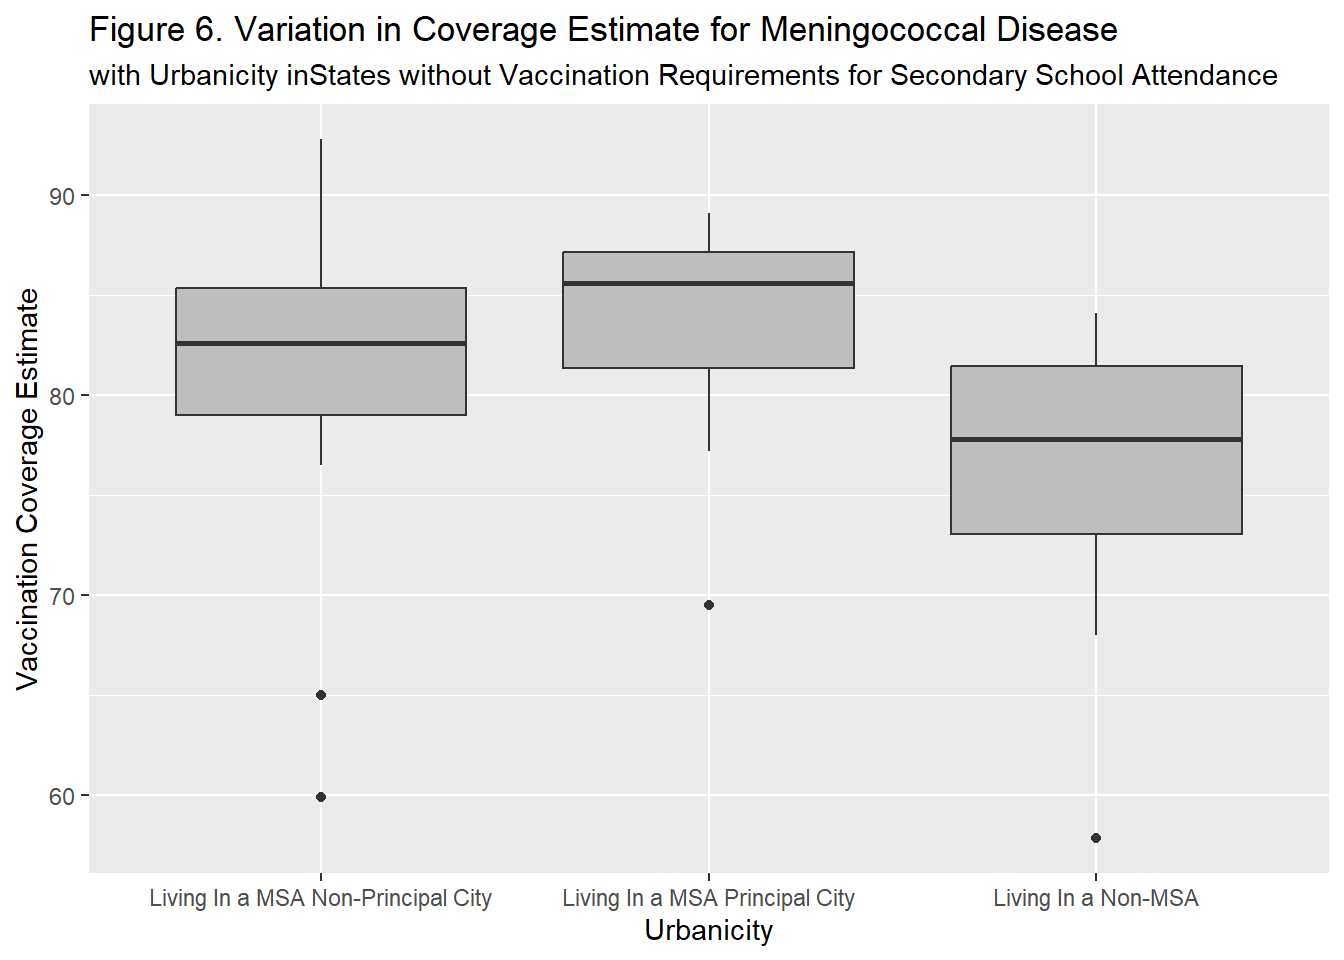 Figure 6. Variation in Coverage Estimate for Meningococcal Disease
with Urbanicity inStates without Vaccination Requirements for Secondary School Attendance
Vaccination Coverage Estimate
90
80
70
60
Living In a MSA Non-Principal City
Living In a MSA Principal City
Living In a Non-MSA
Urbanicity